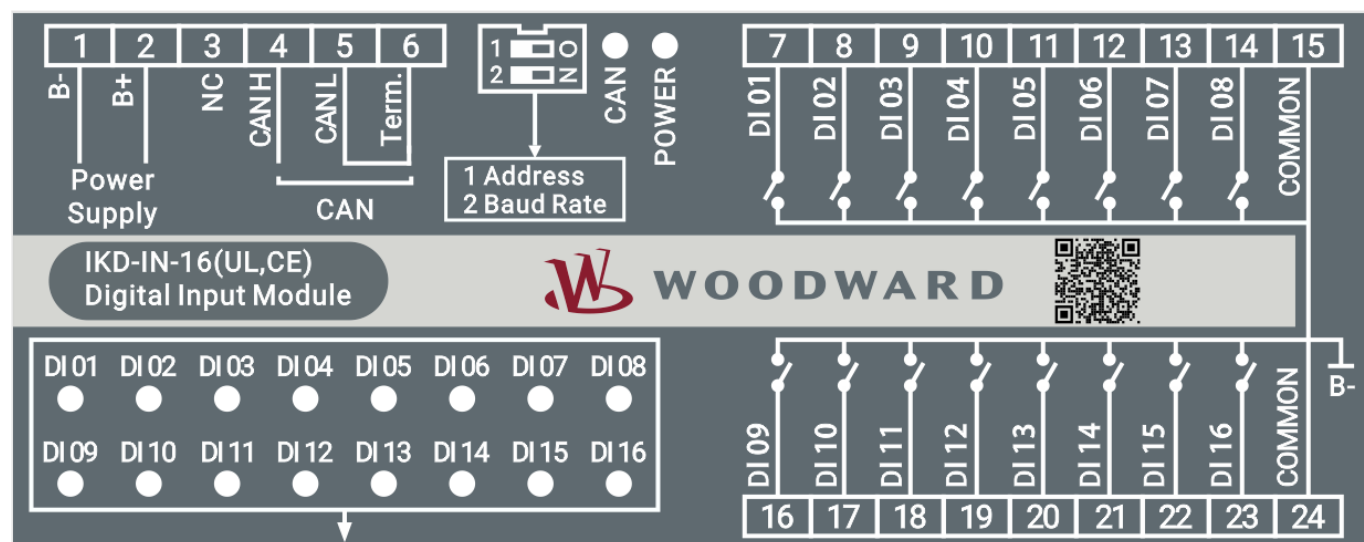 1 2 3 4 5 6
B- B+ NC CAN H CAN L Term.
Power
Supply
CAN
1 O
2 N
CAN POWER
1 Address
2 Baud Rate
7 8 9 10 11 12 13 14 15
DI 01 DI 02 DI 03 DI 04 DI 05 DI 06 DI 07 DI 08 COMMON
IKD-IN-16(UL,CE)
Digital Input Module
W WOODWARD
DI 01 DI 02 DI 03 DI 04 DI 05 DI 06 DI 07 DI 08
DI 09 DI 10 DI 11 DI 12 DI 13 DI 14 DI 15 DI 16
B-
DI 09 DI 10 DI 11 DI 12 DI 13 DI 14 DI 15 DI 16 COMMON
16 17 18 19 20 21 22 23 24